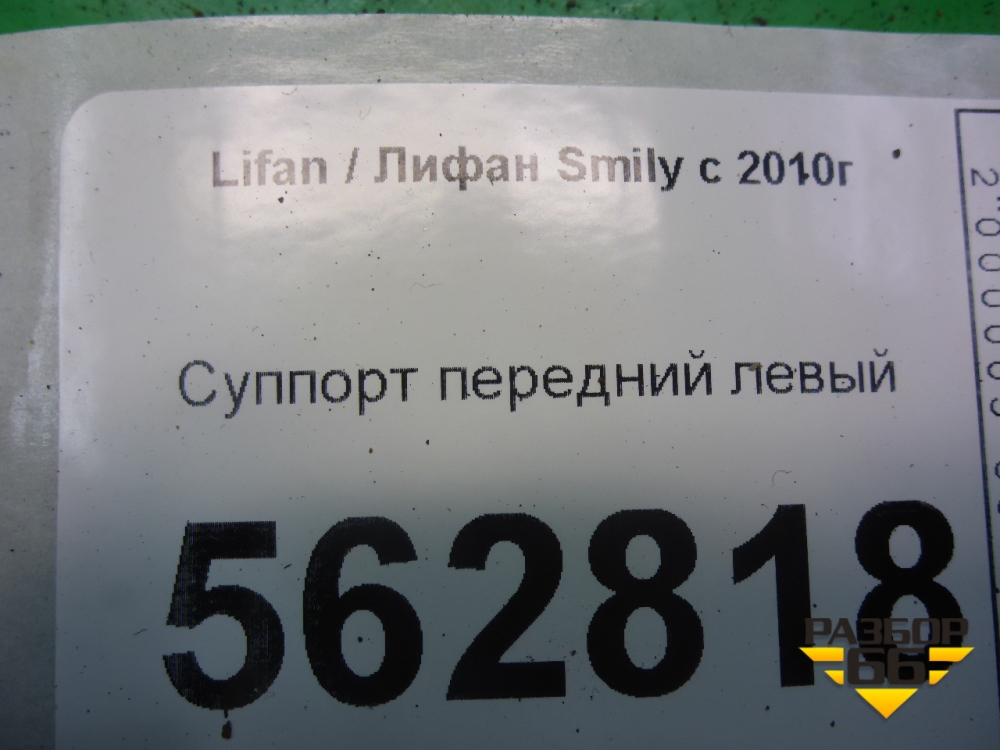 Lifan / Лифан Smily с 2010г
Суппорт передний левый
562818
РАЗБОР
66